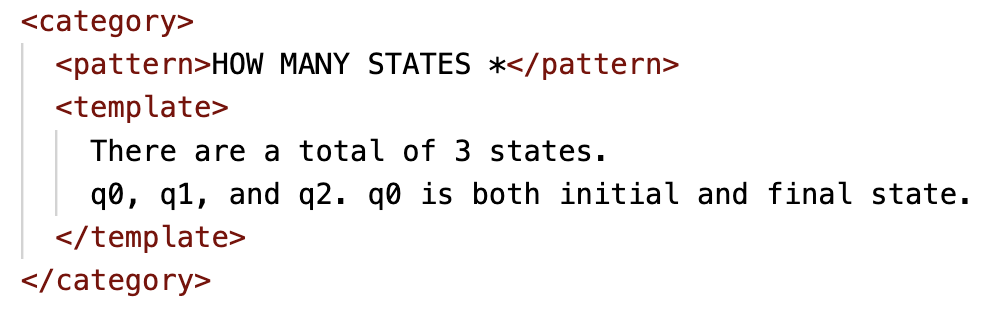 <category>
<pattern>HOW MANY STATES *</pattern>
<template>
There are a total of 3 states.
q0, q1, and q2. q0 is both initial and final state.
</template>
</category>